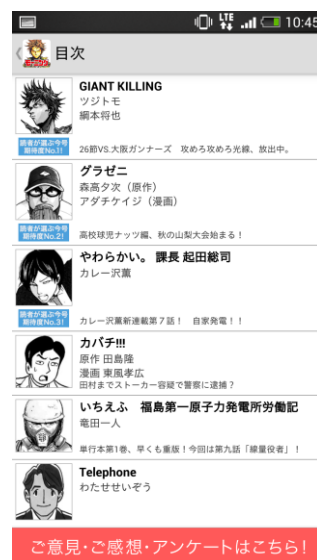 LTE 10:45
目次
GIANT KILLING
ツジトモ
綱本将也
読者が選ぶ今号
期待度No.1!
26節VS.大阪ガンナーズ 攻めろ攻めろ光線、放出中。
グラゼニ
森高夕次（原作）
アダチケイジ（漫画）
読者が選ぶ今号
期待度No.2!
高校球児ナッツ編、秋の山梨大会始まる！
やわらかい。課長 起田総司
カレー沢薫
読者が選ぶ今号
期待度No.3!
カレー沢薫新連載第７話！ 自家発電！！
カバチ!!!
原作 田島隆
漫画 東風孝広
田村までストーカー容疑で警察に逮捕？
いちえふ 福島第一原子力発電所労働記
竜田一人
単行本第1巻、早くも重版！今回は第九話「線量役者」！
Telephone
わたせせいぞう
ご意見・ご感想・アンケートはこちら！